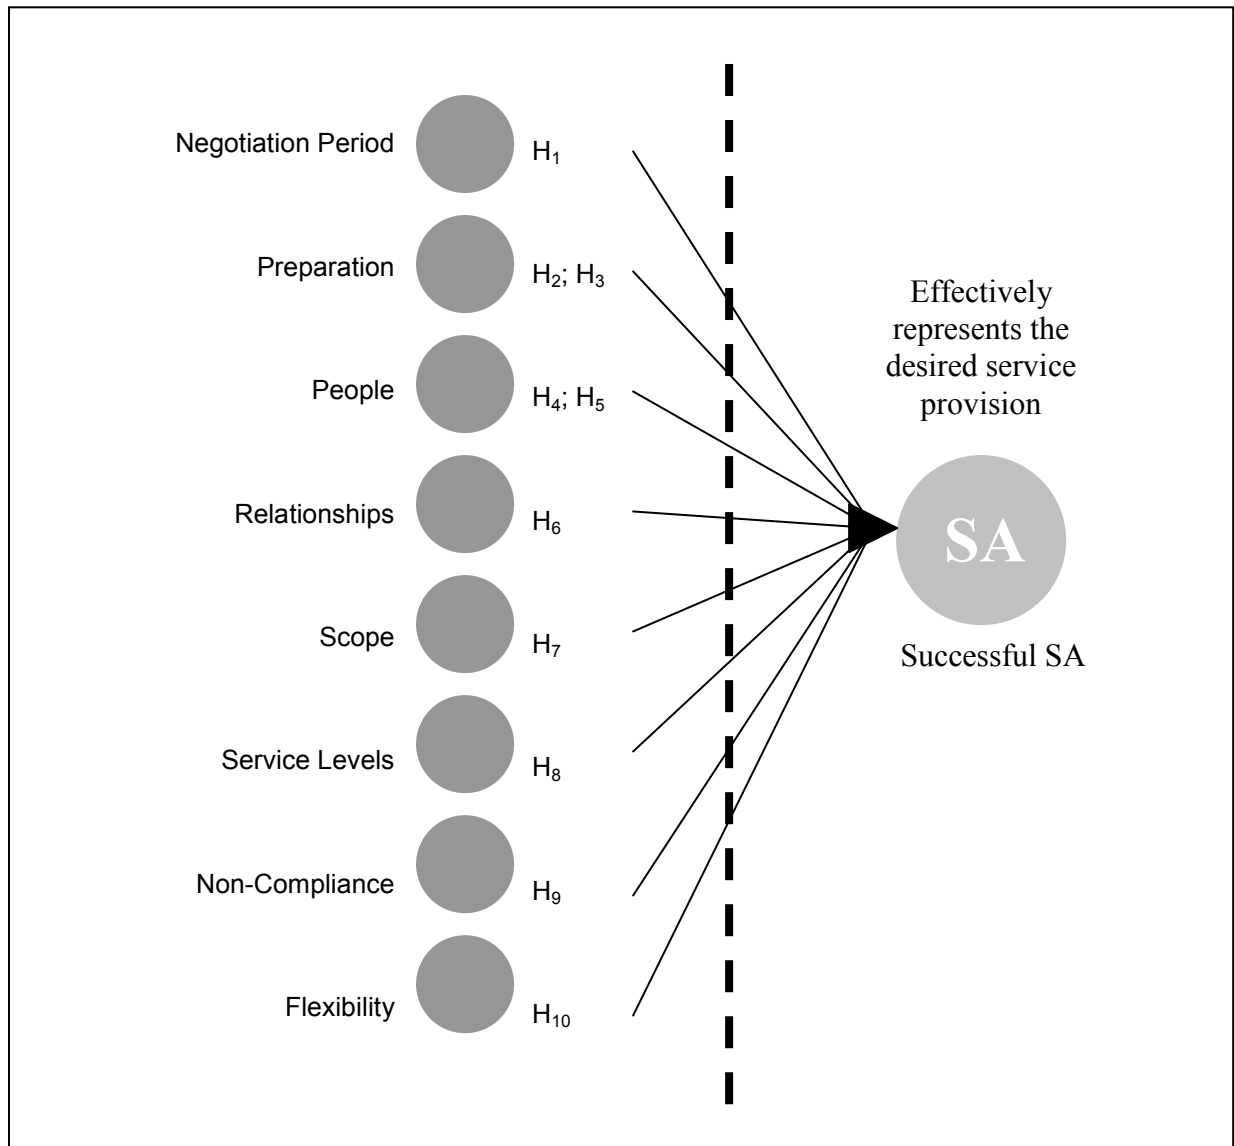 Negotiation Period H₁
Preparation H₂; H₃
People H₄; H₅
Relationships H₆
Scope H₇
Service Levels H₈
Non-Compliance H₉
Flexibility H₁₀
Effectively
represents the
desired service
provision
SA
Successful SA